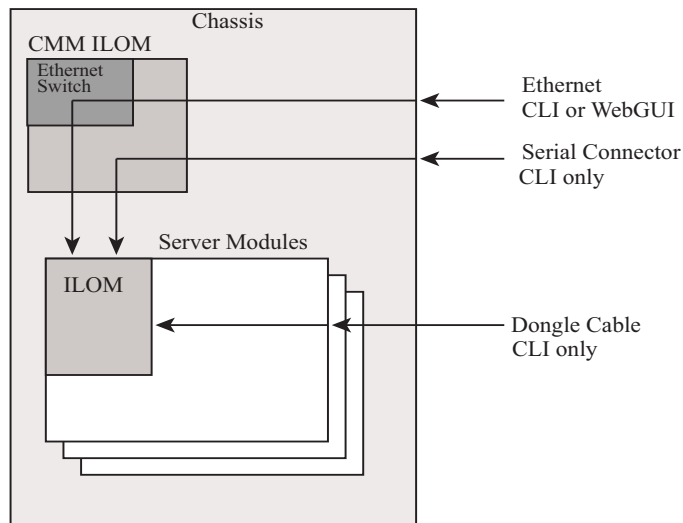 Chassis
CMM ILOM
Ethernet
Switch
Ethernet
CLI or WebGUI
Serial Connector
CLI only
Server Modules
ILOM
Dongle Cable
CLI only